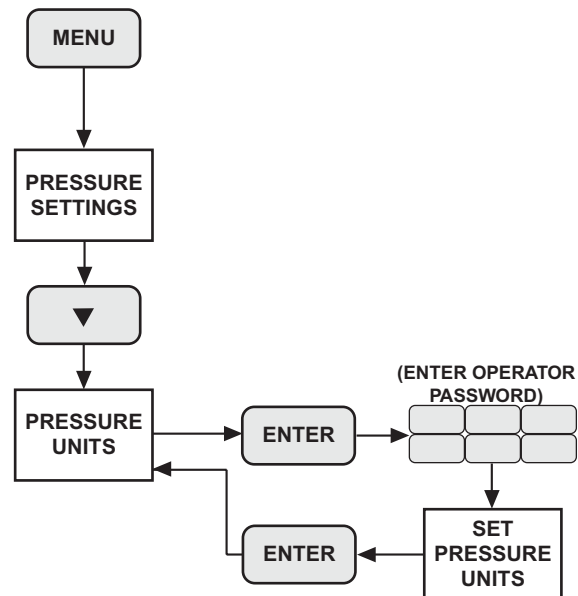 MENU
PRESSURE
SETTINGS
▼
PRESSURE
UNITS
ENTER
(ENTER OPERATOR
PASSWORD)
SET
PRESSURE
UNITS
ENTER